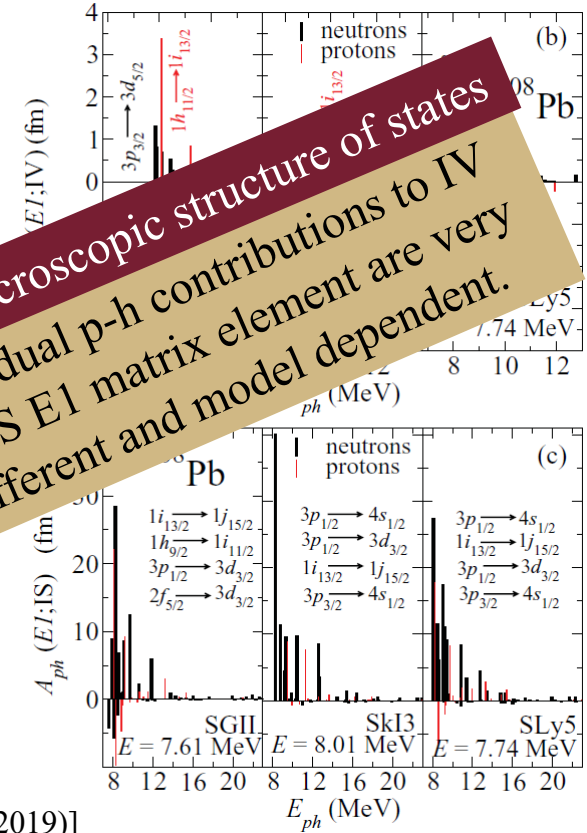 4
3
2
1
0
neutrons
protons
(b)
3p3/2 → 3d5/2
1h11/2 → 1i13/2
1i13/2
08
Pb
(E1;IV) (fm)
croscopic structure of states
dual p-h contributions to IV
S E1 matrix element are very
fferent and model dependent.
Ly5
7.74 MeV
8 10 12
ph (MeV)
neutrons
protons
(c)
Pb
1i13/2 → 1j15/2
1h9/2 → 1i11/2
3p1/2 → 3d3/2
2f5/2 → 3d3/2
3p1/2 → 4s1/2
3p1/2 → 3d3/2
1i13/2 → 1j15/2
3p3/2 → 4s1/2
3p1/2 → 4s1/2
1i13/2 → 1j15/2
3p1/2 → 3d3/2
3p3/2 → 4s1/2
20
10
0
Aph (E1;IS) (fm
SGII
E = 7.61 MeV
SkI3
E = 8.01 MeV
SLy5
E = 7.74 MeV
8 12 16 20 8 12 16 20 8 12 16 20
Eph (MeV)
2019)]